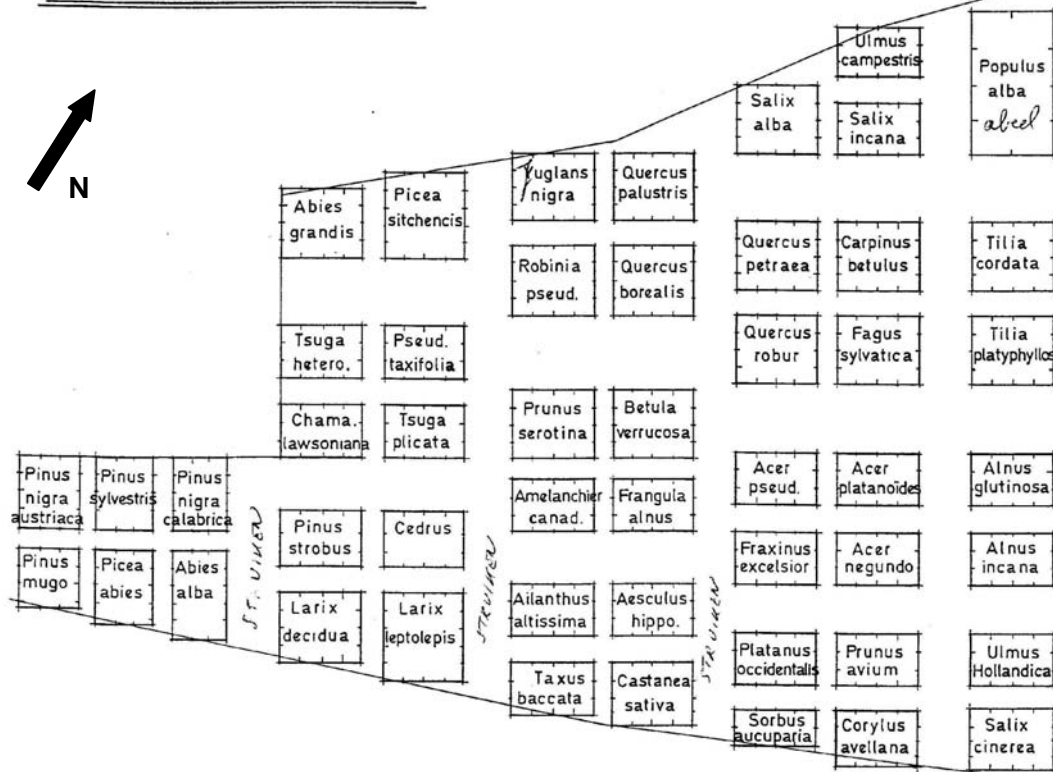 N
Ulmus
campestris
Populus
alba
abeel
Salix
alba
Salix
incana
Abies
grandis
Picea
sitchencis
Yuglans
nigra
Quercus
palustris
Quercus
petraea
Carpinus
betulus
Tilia
cordata
Robinia
pseud.
Quercus
borealis
Tsuga
hetero.
Pseud.
taxifolia
Quercus
robur
Fagus
sylvatica
Tilia
platyphyllos
Chama.
lawsoniana
Tsuga
plicata
Prunus
serotina
Betula
verrucosa
Pinus
nigra
austriaca
Pinus
sylvestris
Pinus
nigra
calabrica
Acer
pseud.
Acer
platanoïdes
Alnus
glutinosa
Amelanchier
canad.
Frangula
alnus
Pinus
strobus
Cedrus
Pinus
mugo
Picea
abies
Abies
alba
STRUIKEN
STRUIKEN
STRUIKEN
Fraxinus
excelsior
Acer
negundo
Alnus
incana
Larix
decidua
Larix
leptolepis
Ailanthus
altissima
Aesculus
hippo.
Platanus
occidentalis
Prunus
avium
Ulmus
Hollandica
Taxus
baccata
Castanea
sativa
Sorbus
aucuparia
Corylus
avellana
Salix
cinerea